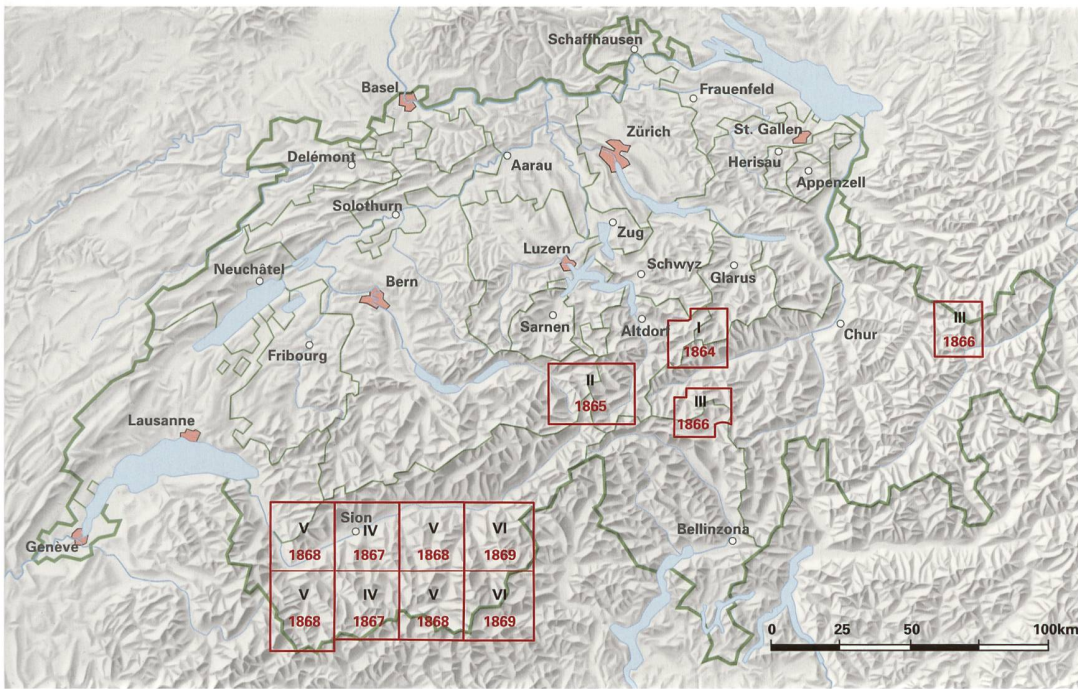 Schaffhausen
Basel
Frauenfeld
Zürich
St. Gallen
Delémont
Aarau
Herisau
Appenzell
Solothurn
Zug
Luzern
Schwyz
Neuchâtel
Glarus
Bern
Sarnen
Altdorf
I
1864
Chur
III
1866
Fribourg
II
1865
III
1866
Lausanne
Sion
Bellinzona
Genève
V
IV
V
VI
1868
1867
1868
1869
V
IV
V
VI
1868
1867
1868
1869
0 25 50 100km